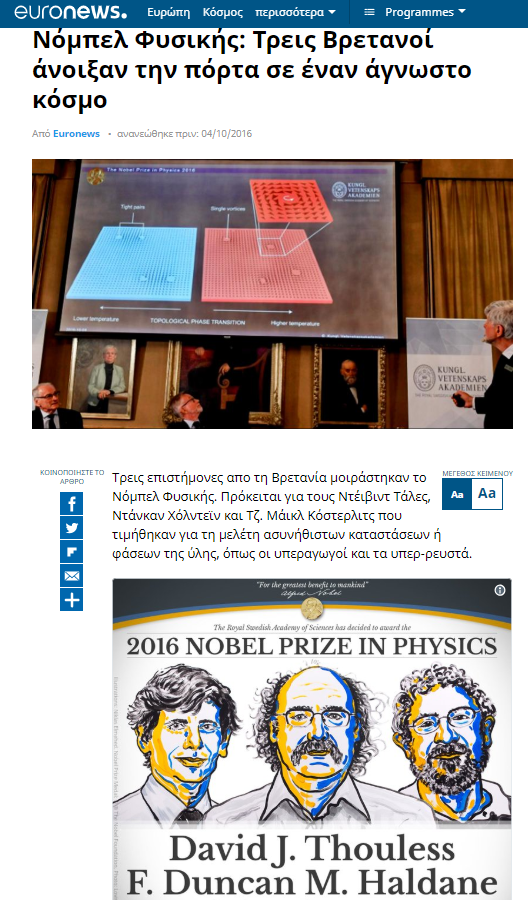 euronews.
Ευρώπη Κόσμος περισσότερα Programmes
Νόμπελ Φυσικής: Τρεις Βρετανοί
άνοιξαν την πόρτα σε έναν άγνωστο
κόσμο
Από Euronews • ανανεώθηκε πριν: 04/10/2016
The Nobel Prize in Physics 2016
Tight pairs
Single vortices
KUNGL.
VETENSKAPS
AKADEMIEN
Lower temperature
TOPOLOGICAL PHASE TRANSITION
Higher temperature
KUNGL.
VETENSKAPS
AKADEMIEN
ΚΟΙΝΟΠΟΙΗΣΤΕ ΤΟ
ΑΡΘΡΟ
ΜΕΓΕΘΟΣ ΚΕΙΜΕΝΟΥ
Aa Aa
Τρεις επιστήμονες απο τη Βρετανία μοιράστηκαν το
Νόμπελ Φυσικής. Πρόκειται για τους Ντέιβιντ Τάλες,
Ντάνκαν Χόλντεϊν και Τζ. Μάικλ Κόστερλιτς που
τιμήθηκαν για τη μελέτη ασυνήθιστων καταστάσεων ή
φάσεων της ύλης, όπως οι υπεραγωγοί και τα υπερ-ρευστά.
"For the greatest benefit to mankind"
Alfred Nobel
The Royal Swedish Academy of Sciences has decided to award the
2016 NOBEL PRIZE IN PHYSICS
David J. Thouless
F. Duncan M. Haldane